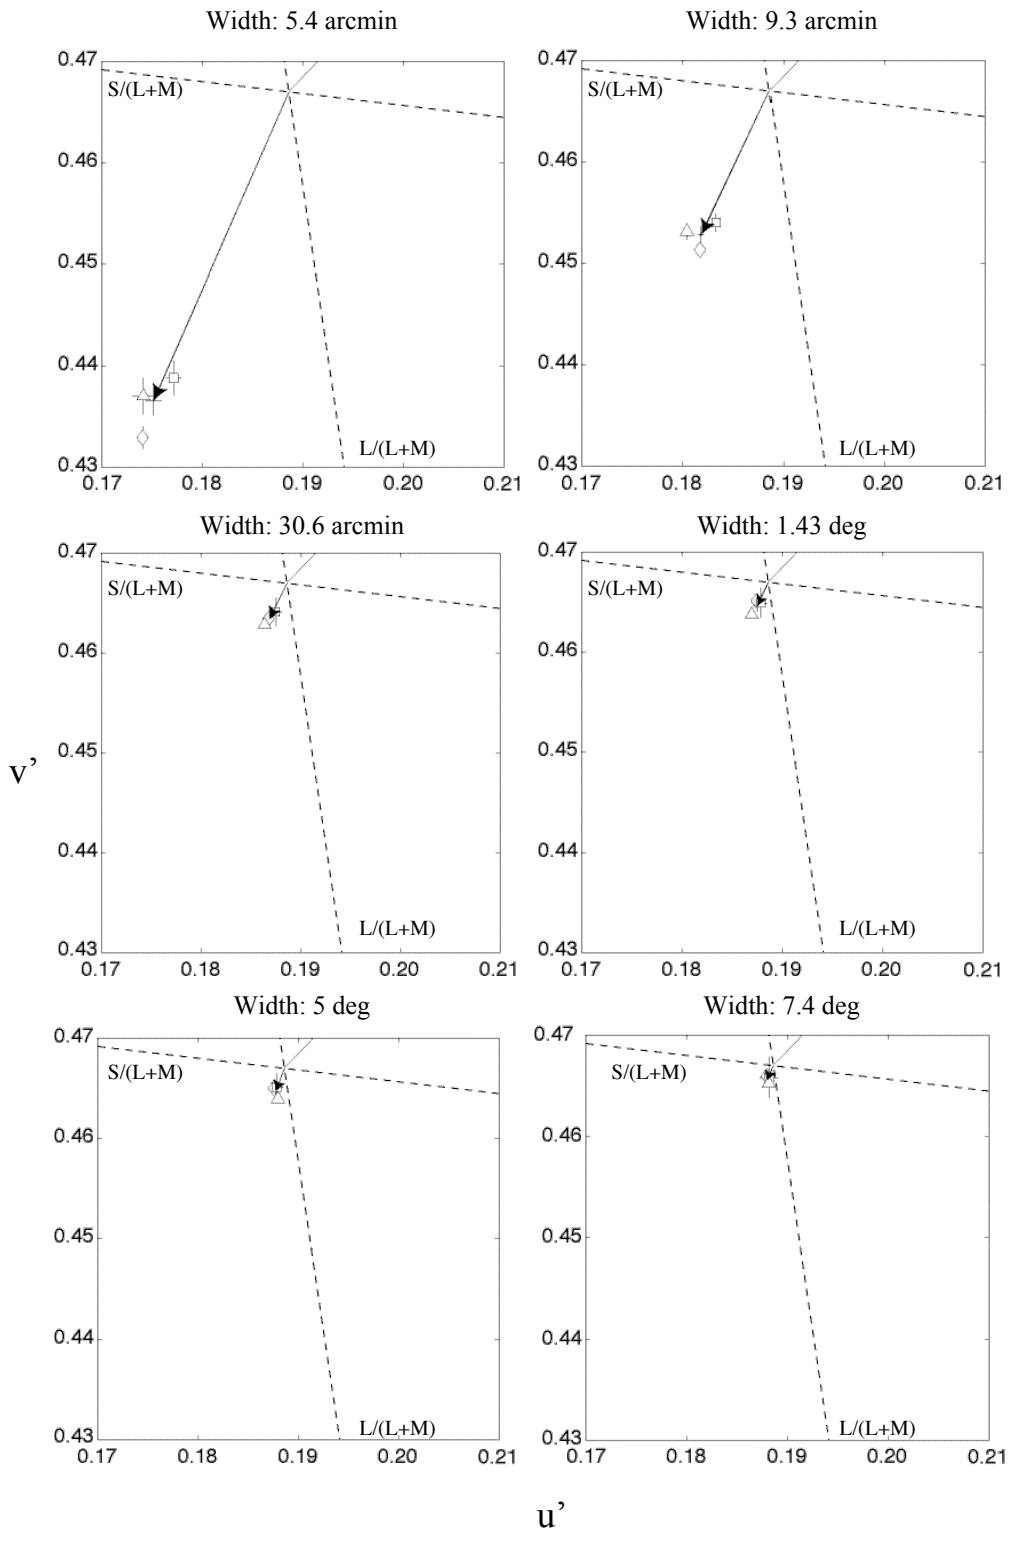 Width: 5.4 arcmin
0.47
S/(L+M)
0.46
0.45
0.44
0.43
L/(L+M)
0.17 0.18 0.19 0.20 0.21
Width: 9.3 arcmin
0.47
S/(L+M)
0.46
0.45
0.44
0.43
L/(L+M)
0.17 0.18 0.19 0.20 0.21
Width: 30.6 arcmin
0.47
S/(L+M)
0.46
0.45
0.44
0.43
L/(L+M)
0.17 0.18 0.19 0.20 0.21
Width: 1.43 deg
0.47
S/(L+M)
0.46
0.45
0.44
0.43
L/(L+M)
0.17 0.18 0.19 0.20 0.21
v’
Width: 5 deg
0.47
S/(L+M)
0.46
0.45
0.44
0.43
L/(L+M)
0.17 0.18 0.19 0.20 0.21
Width: 7.4 deg
0.47
S/(L+M)
0.46
0.45
0.44
0.43
L/(L+M)
0.17 0.18 0.19 0.20 0.21
u’